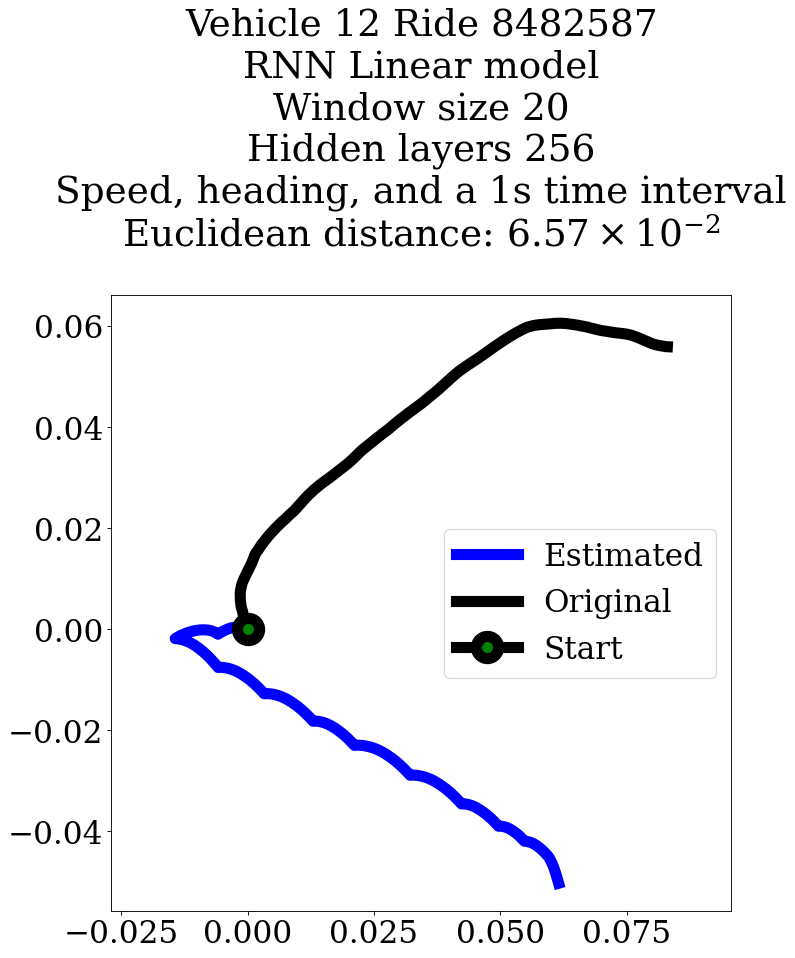 Vehicle 12 Ride 8482587
RNN Linear model
Window size 20
Hidden layers 256
Speed, heading, and a 1s time interval
Euclidean distance: 6.57 × 10⁻²
0.06
0.04
0.02
0.00
−0.02
−0.04
Estimated
Original
Start
−0.025 0.000 0.025 0.050 0.075